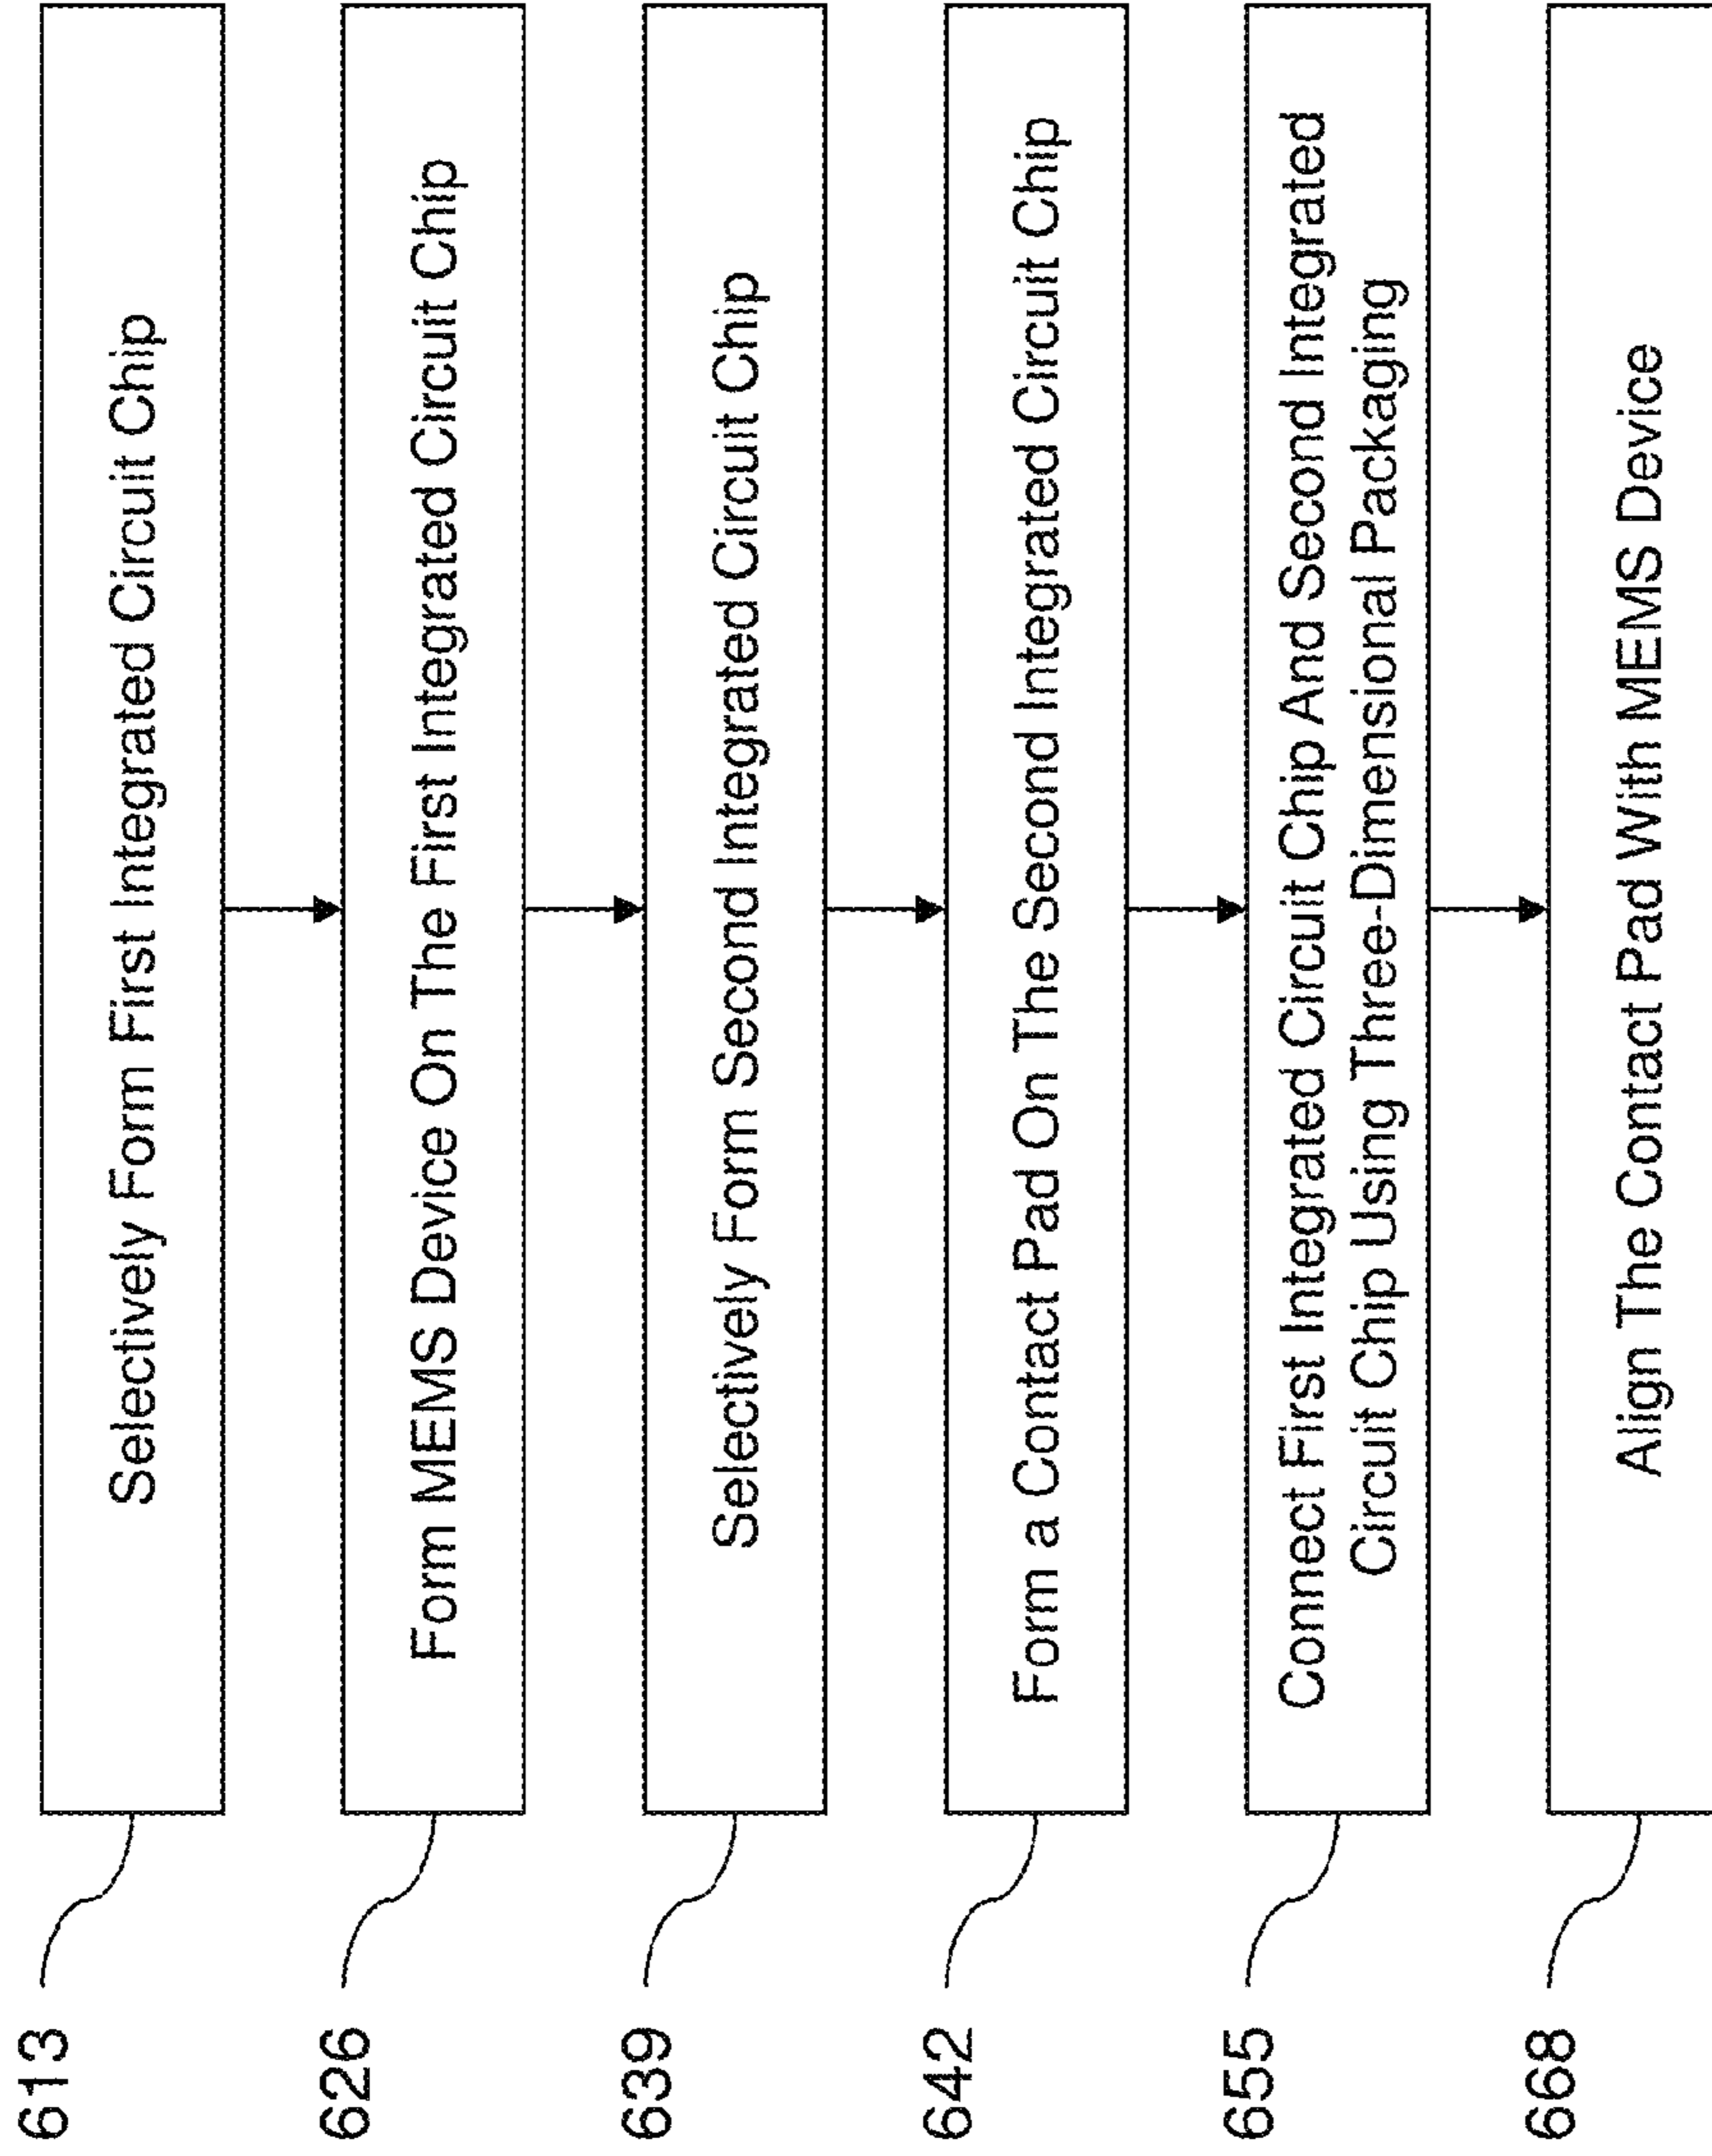 613
Selectively Form First Integrated Circuit Chip
626
Form MEMS Device On The First Integrated Circuit Chip
639
Selectively Form Second Integrated Circuit Chip
642
Form a Contact Pad On The Second Integrated Circuit Chip
655
Connect First Integrated Circuit Chip And Second Integrated
Circuit Chip Using Three-Dimensional Packaging
668
Align The Contact Pad With MEMS Device